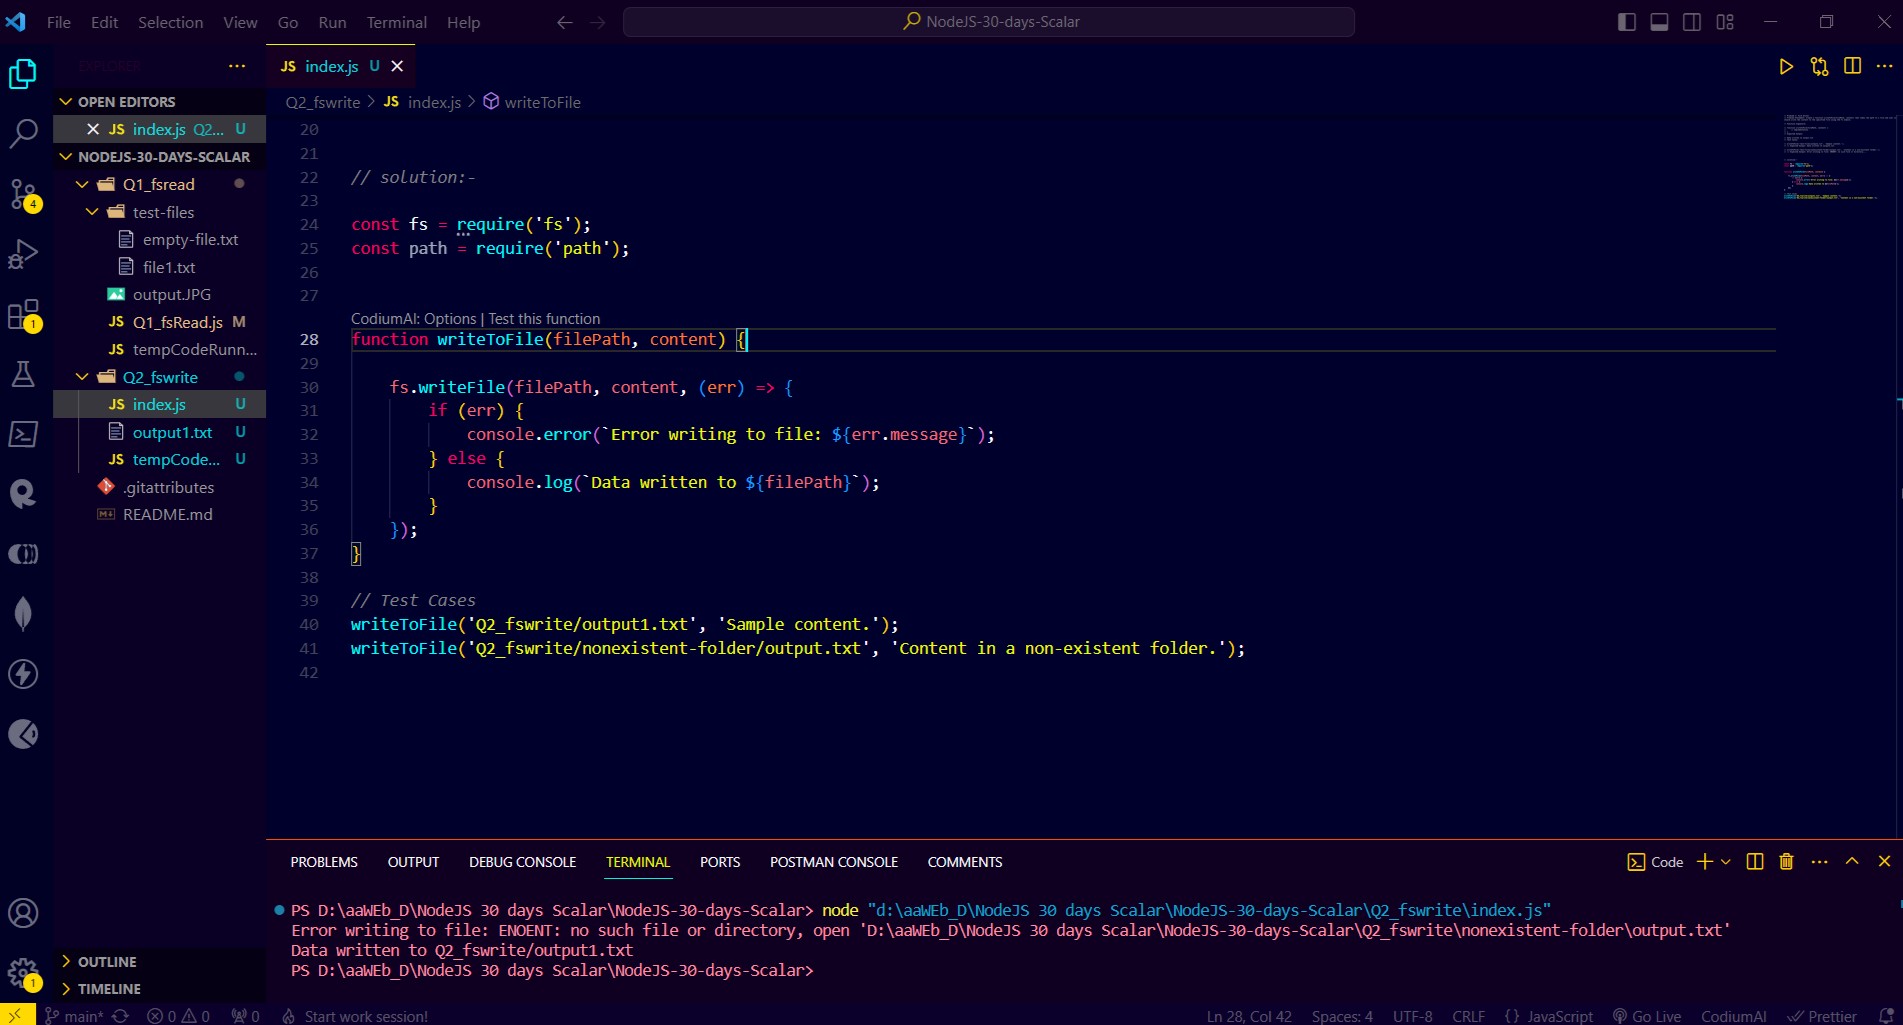 File Edit Selection View Go Run Terminal Help NodeJS-30-days-Scalar
EXPLORER
OPEN EDITORS
JS index.js Q2... U
NODEJS-30-DAYS-SCALAR
Q1_fsread
test-files
empty-file.txt
file1.txt
output.JPG
JS Q1_fsRead.js M
JS tempCodeRunn...
Q2_fswrite
JS index.js U
output1.txt U
JS tempCode... U
.gitattributes
README.md
OUTLINE
TIMELINE
4
1
1
JS index.js U
Q2_fswrite > JS index.js > writeToFile
20
21
22 // solution:-
23
24 const fs = require('fs');
25 const path = require('path');
26
27
CodiumAI: Options | Test this function
28 function writeToFile(filePath, content) {
29
30 fs.writeFile(filePath, content, (err) => {
31 if (err) {
32 console.error(`Error writing to file: ${err.message}`);
33 } else {
34 console.log(`Data written to ${filePath}`);
35 }
36 });
37 }
38
39 // Test Cases
40 writeToFile('Q2_fswrite/output1.txt', 'Sample content.');
41 writeToFile('Q2_fswrite/nonexistent-folder/output.txt', 'Content in a non-existent folder.');
42
PROBLEMS OUTPUT DEBUG CONSOLE TERMINAL PORTS POSTMAN CONSOLE COMMENTS Code
PS D:\aaWEb_D\NodeJS 30 days Scalar\NodeJS-30-days-Scalar> node "d:\aaWEb_D\NodeJS 30 days Scalar\NodeJS-30-days-Scalar\Q2_fswrite\index.js"
Error writing to file: ENOENT: no such file or directory, open 'D:\aaWEb_D\NodeJS 30 days Scalar\NodeJS-30-days-Scalar\Q2_fswrite\nonexistent-folder\output.txt'
Data written to Q2_fswrite/output1.txt
PS D:\aaWEb_D\NodeJS 30 days Scalar\NodeJS-30-days-Scalar>
main* 0 0 0 Start work session! Ln 28, Col 42 Spaces: 4 UTF-8 CRLF {} JavaScript Go Live CodiumAI Prettier